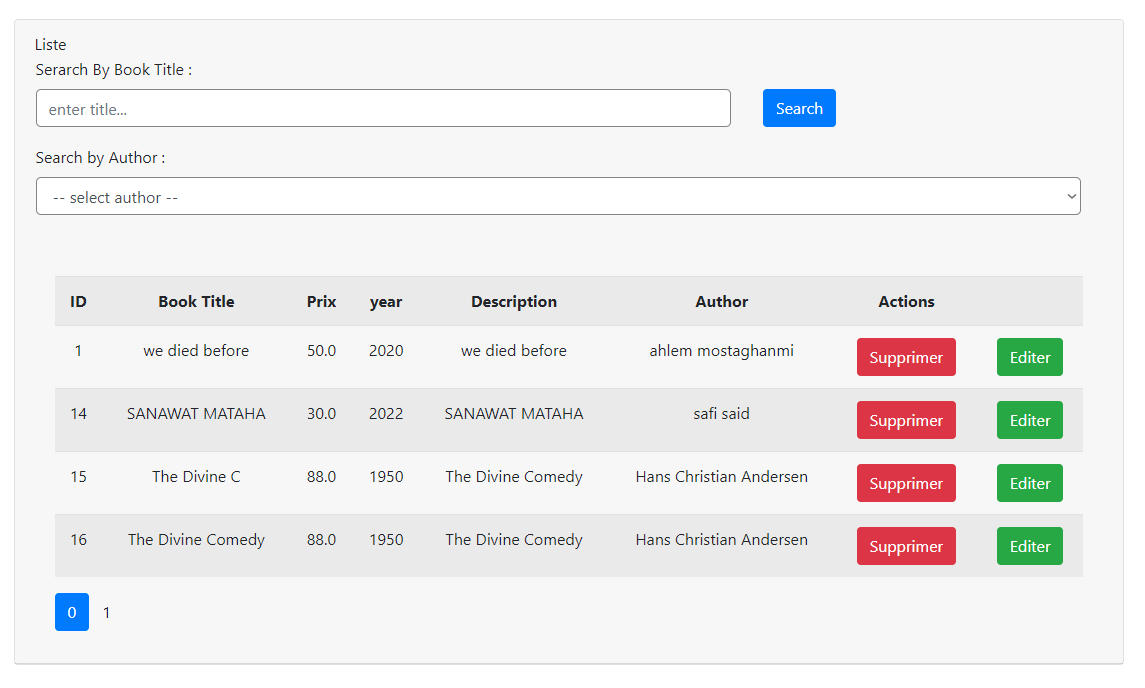 Liste
Serarch By Book Title :
enter title...
Search
Search by Author :
-- select author --
ID Book Title Prix year Description Author Actions
1 we died before 50.0 2020 we died before ahlem mostaghanmi Supprimer Editer
14 SANAWAT MATAHA 30.0 2022 SANAWAT MATAHA safi said Supprimer Editer
15 The Divine C 88.0 1950 The Divine Comedy Hans Christian Andersen Supprimer Editer
16 The Divine Comedy 88.0 1950 The Divine Comedy Hans Christian Andersen Supprimer Editer
0 1